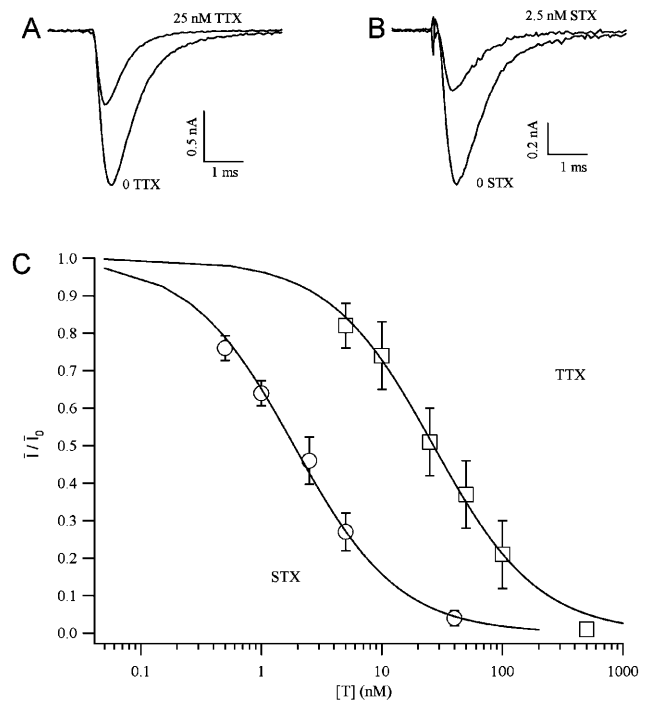 A
25 nM TTX
0.5 nA
1 ms
0 TTX
B
2.5 nM STX
0.2 nA
1 ms
0 STX
C
1.0
0.9
0.8
0.7
0.6
0.5
0.4
0.3
0.2
0.1
0.0
Ī / Ī0
TTX
STX
0.1
1
10
100
1000
[T] (nM)